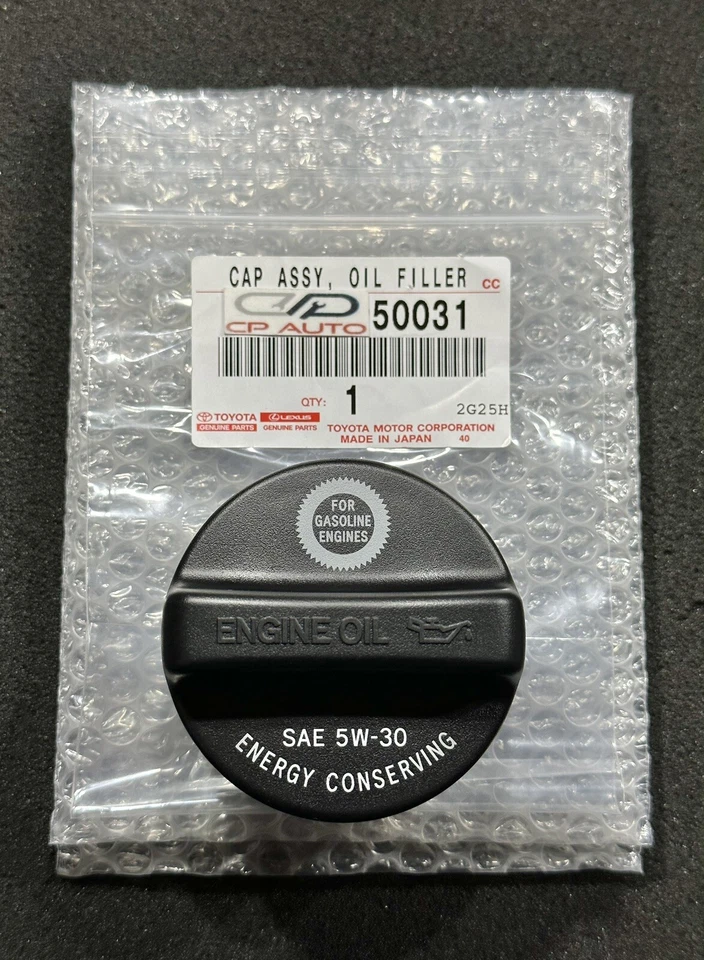 CAP ASSY, OIL FILLER CC
CP AUTO 50031
QTY: 1
2G25H
TOYOTA LEXUS
GENUINE PARTS GENUINE PARTS
TOYOTA MOTOR CORPORATION
MADE IN JAPAN 40
FOR
GASOLINE
ENGINES
ENGINE OIL
SAE 5W-30
ENERGY CONSERVING